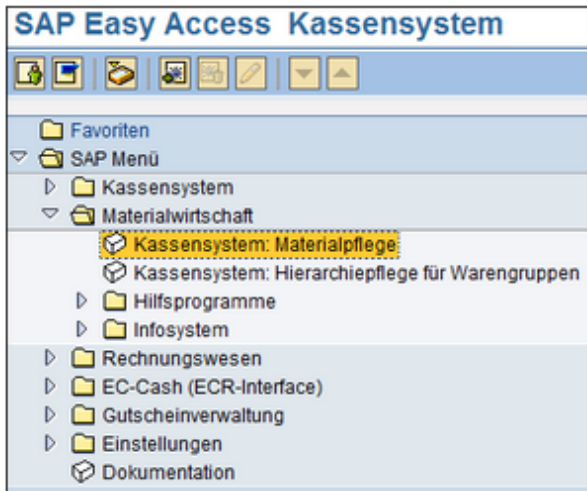 SAP Easy Access Kassensystem
Favoriten
SAP Menü
Kassensystem
Materialwirtschaft
Kassensystem: Materialpflege
Kassensystem: Hierarchiepflege für Warengruppen
Hilfsprogramme
Infosystem
Rechnungswesen
EC-Cash (ECR-Interface)
Gutscheinverwaltung
Einstellungen
Dokumentation